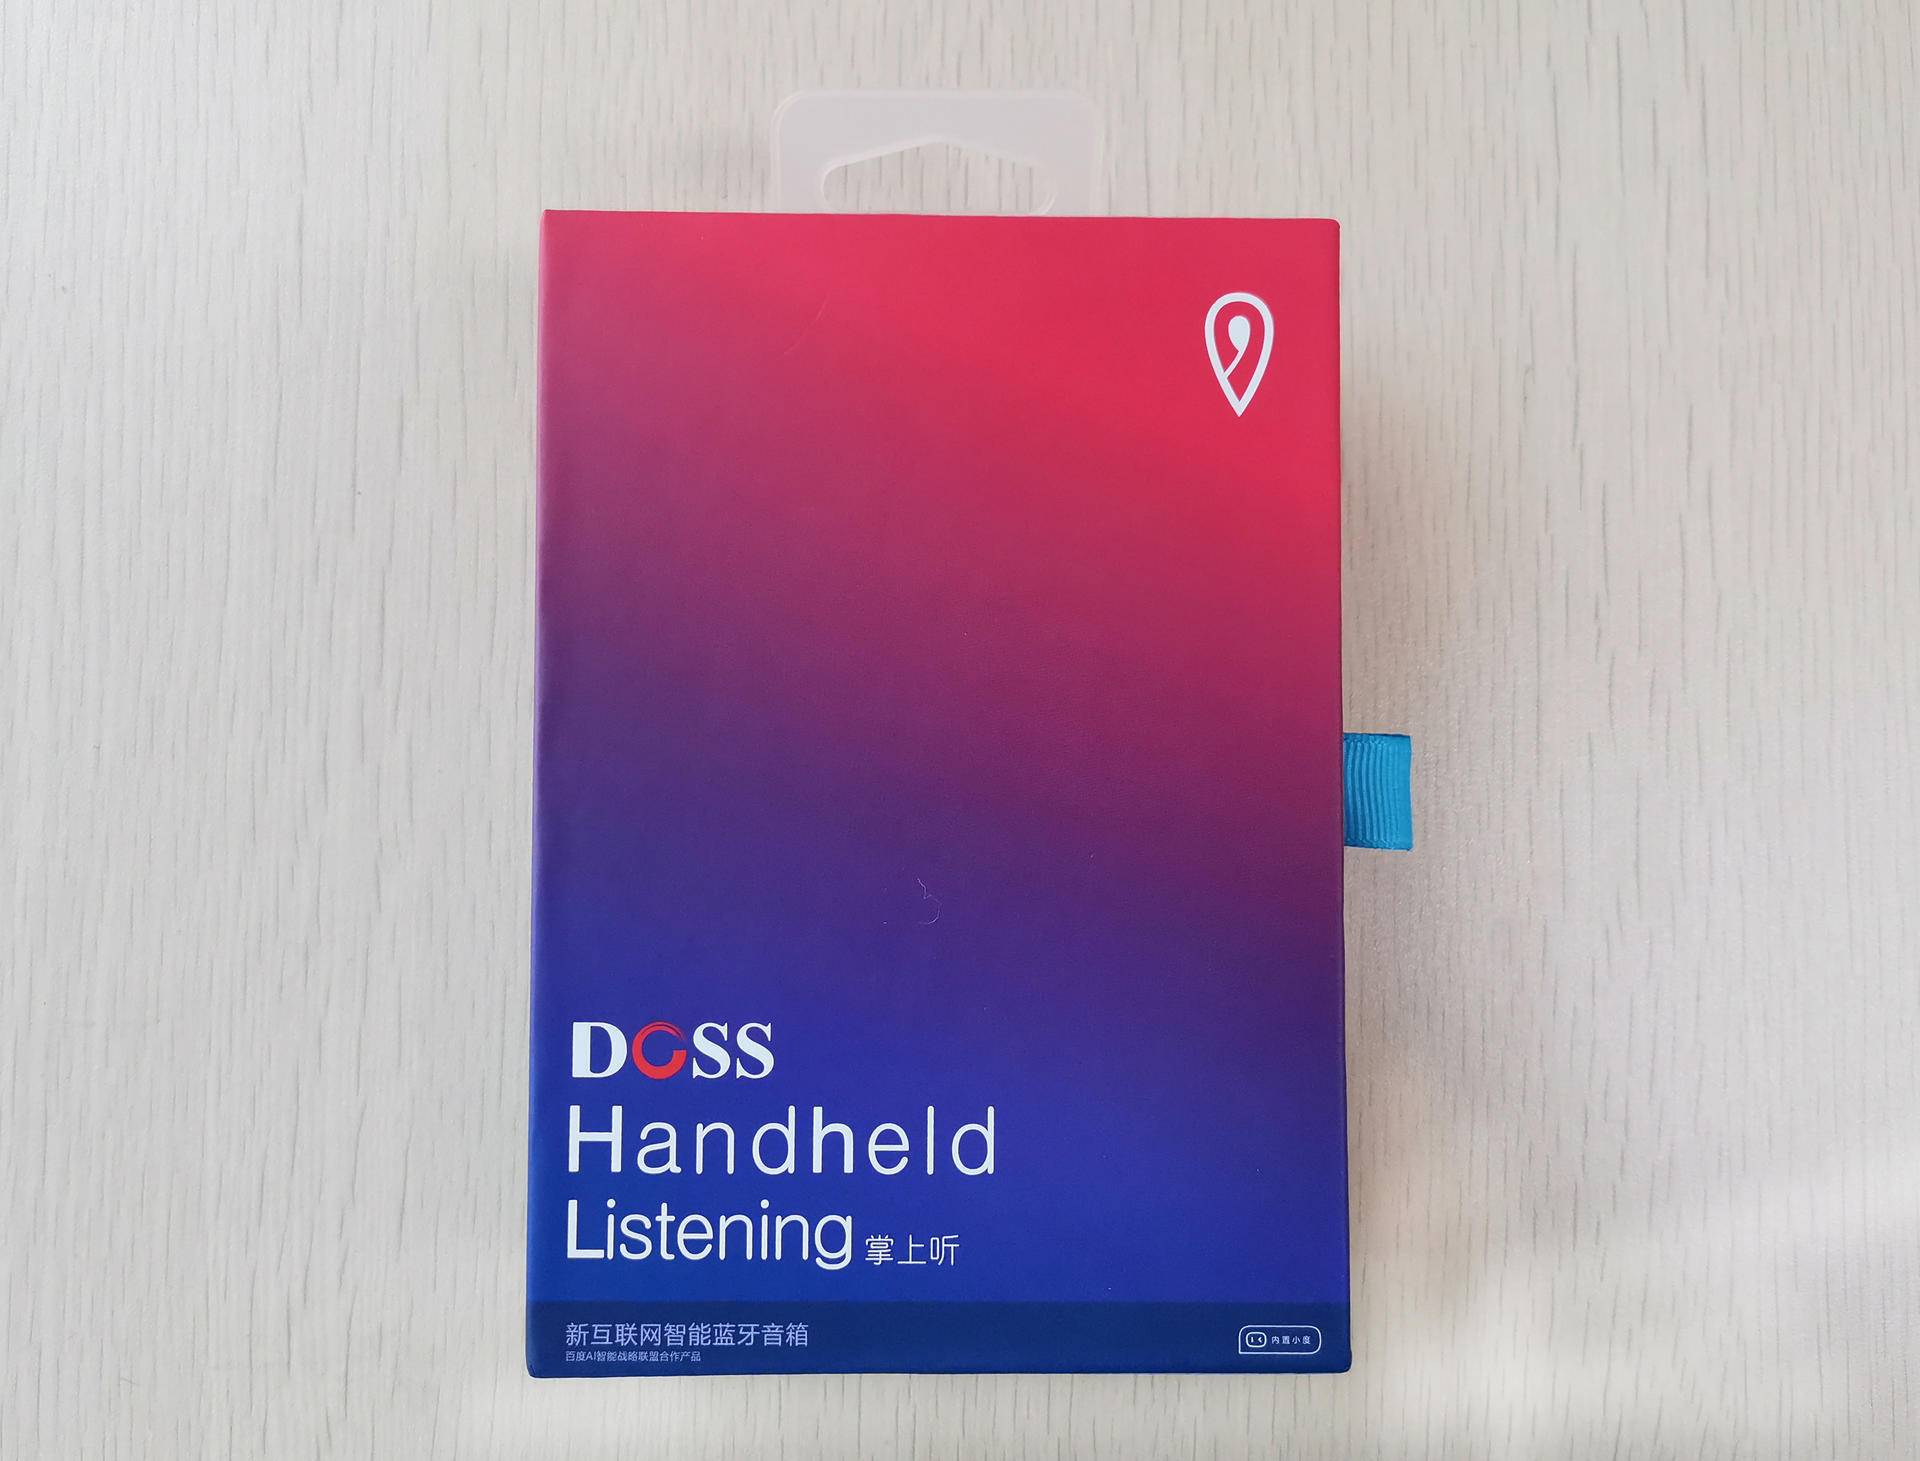 DOSS
Handheld
Listening 掌上听
新互联网智能蓝牙音箱
百度AI智能战略联盟合作产品
内置小度